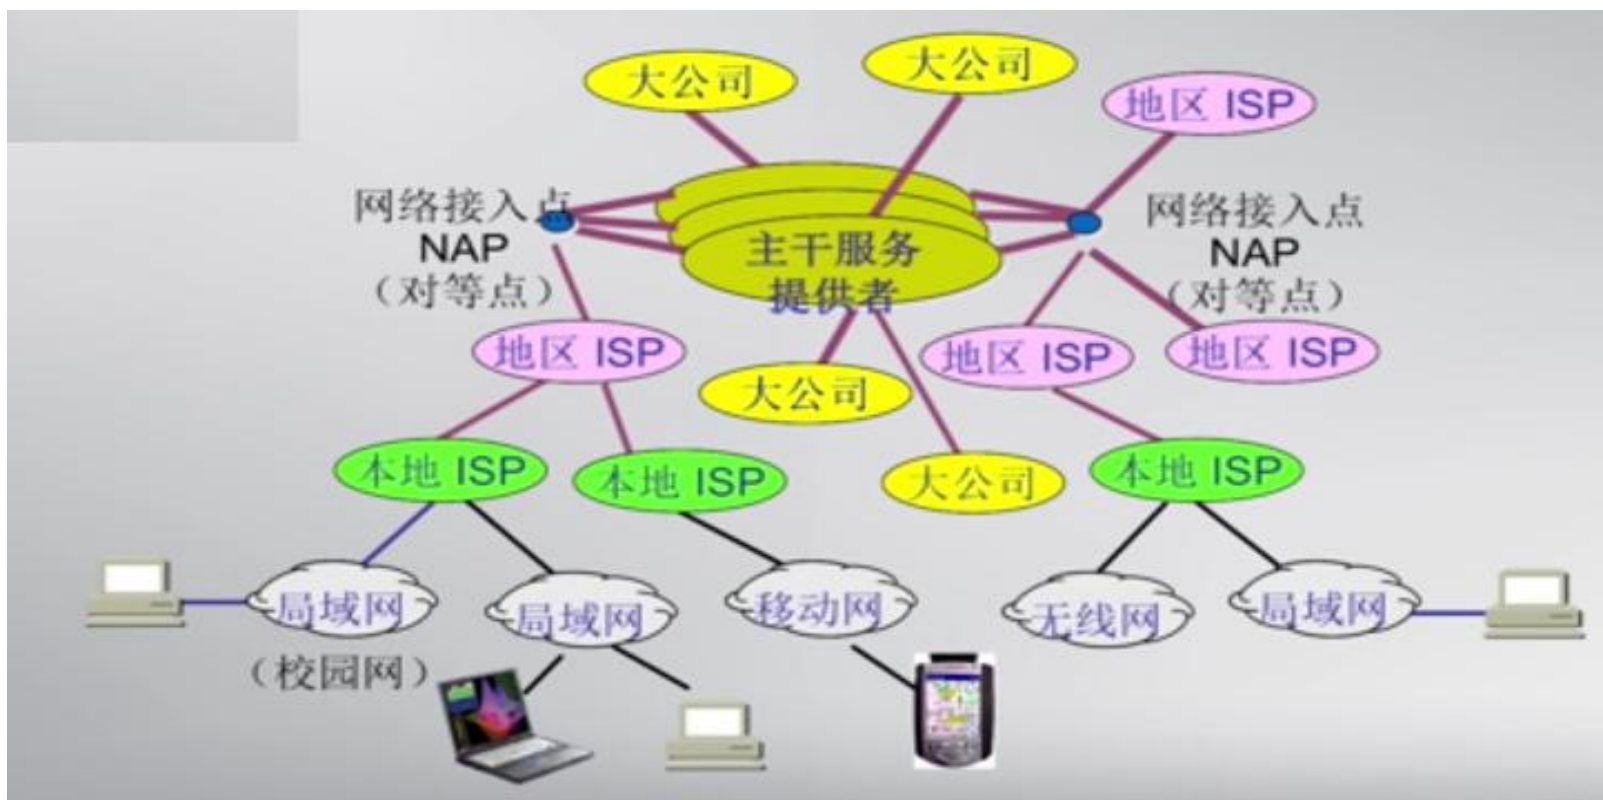 大公司
大公司
地区 ISP
网络接入点
NAP
（对等点）
主干服务
提供者
网络接入点
NAP
（对等点）
地区 ISP
大公司
地区 ISP
地区 ISP
本地 ISP
本地 ISP
大公司
本地 ISP
局域网
（校园网）
局域网
移动网
无线网
局域网